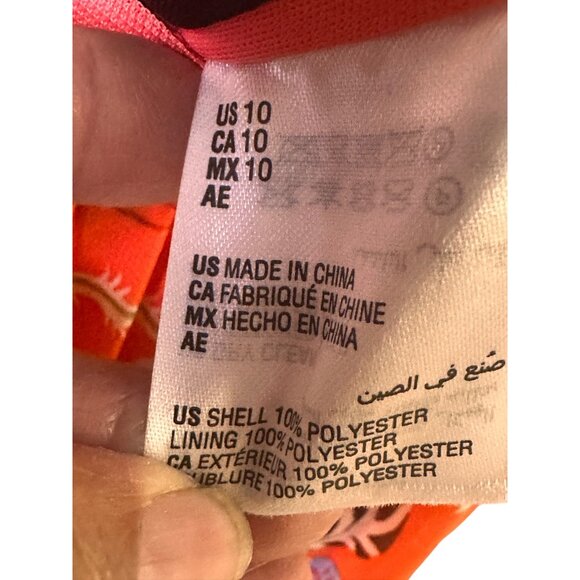 US 10
CA 10
MX 10
AE
US MADE IN CHINA
CA FABRIQUÉ EN CHINE
MX HECHO EN CHINA
AE
صنع في الصين
US SHELL 100% POLYESTER
LINING 100% POLYESTER
CA EXTÉRIEUR 100% POLYESTER
UBLURE 100% POLYESTER